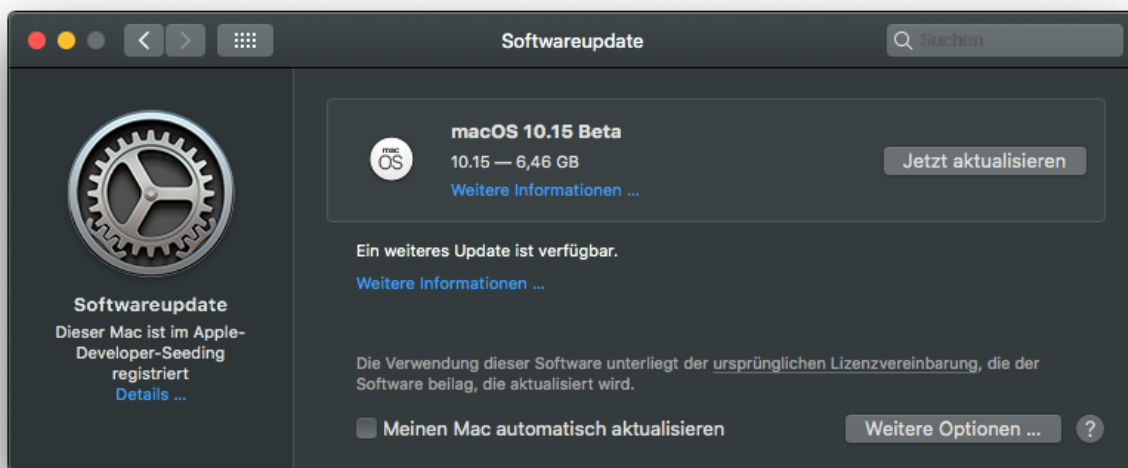 Softwareupdate
Suchen
macOS 10.15 Beta
mac
OS
10.15 — 6,46 GB
Jetzt aktualisieren
Weitere Informationen ...
Ein weiteres Update ist verfügbar.
Weitere Informationen ...
Softwareupdate
Dieser Mac ist im Apple-
Developer-Seeding
registriert
Details ...
Die Verwendung dieser Software unterliegt der ursprünglichen Lizenzvereinbarung, die der
Software beilag, die aktualisiert wird.
Meinen Mac automatisch aktualisieren
Weitere Optionen ...
?